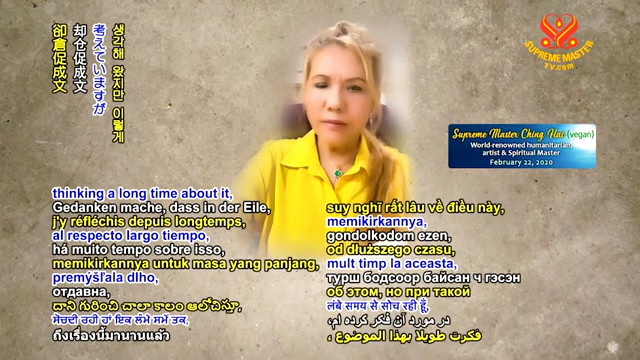 생각해 왔지만 이렇게
考えていますが
却仓促成文
卻倉促成文
SUPREME MASTER
TV.com
Supreme Master Ching Hai (vegan)
World-renowned humanitarian,
artist & Spiritual Master
February 22, 2020
thinking a long time about it,
Gedanken mache, dass in der Eile,
j'y réfléchis depuis longtemps,
al respecto largo tiempo,
há muito tempo sobre isso,
memikirkannya untuk masa yang panjang,
premýšľala dlho,
отдавна,
దాని గురించి చాలా కాలం ఆలోచిస్తూ,
ਸੋਚਦੀ ਰਹੀ ਹਾਂ ਇਕ ਲੰਮੇ ਸਮੇਂ ਤਕ,
ถึงเรื่องนี้มานานแล้ว
suy nghĩ rất lâu về điều này,
memikirkannya,
gondolkodom ezen,
od dłuższego czasu,
mult timp la aceasta,
турш бодсоор байсан ч гэсэн
об этом, но при такой
लंबे समय से सोच रही हूँ,
در مورد آن فکر کرده ام،
فكرت طويلا بهذا الموضوع ،